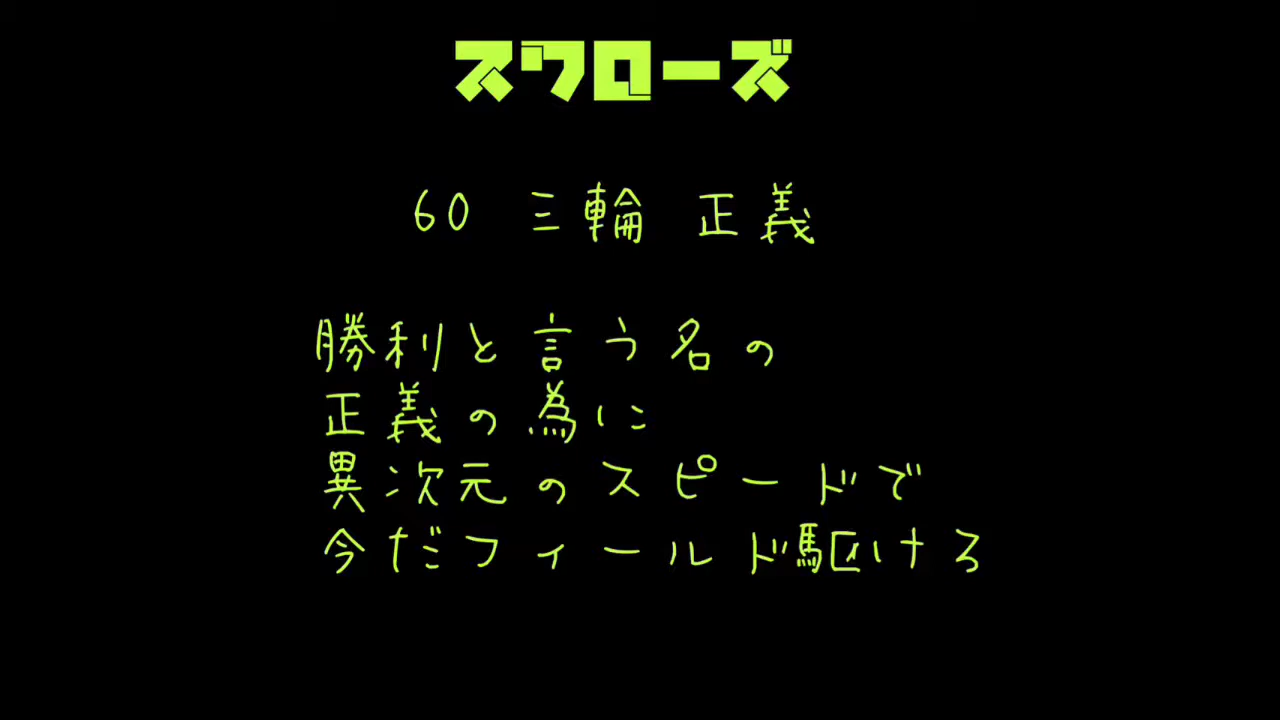 スワローズ
60 三輪 正義
勝利と言う名の
正義の為に
異次元のスピードで
今だフィールド駆けろ